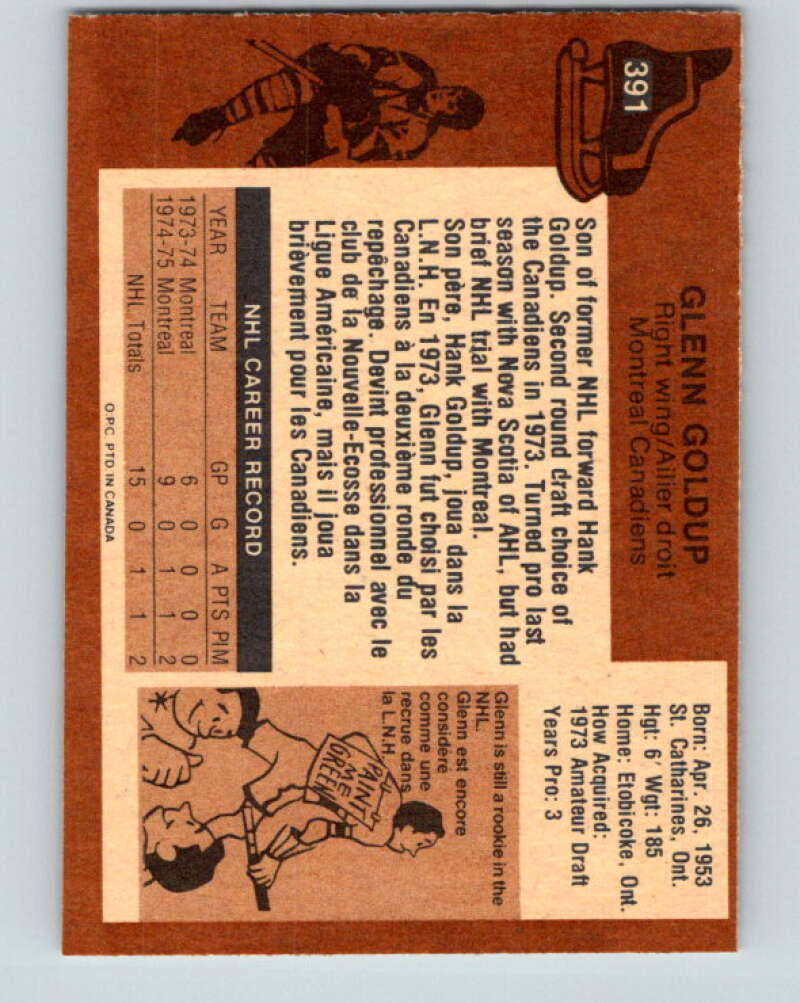 391
GLENN GOLDUP
Right wing/Ailier droit
Montreal Canadiens
Born: Apr. 26, 1953
St. Catharines, Ont.
Hgt: 6' Wgt: 185
Home: Etobicoke, Ont.
How Acquired:
1973 Amateur Draft
Years Pro: 3
Son of former NHL forward Hank
Goldup. Second round draft choice of
the Canadiens in 1973. Turned pro last
season with Nova Scotia of AHL, but had
brief NHL trial with Montreal.
Son père, Hank Goldup, joua dans la
L.N.H. En 1973, Glenn fut choisi par les
Canadiens à la deuxième ronde du
repêchage. Devint professionnel avec le
club de la Nouvelle-Ecosse dans la
Ligue Américaine, mais il joua
brièvement pour les Canadiens.
NHL CAREER RECORD
YEAR TEAM GP G A PTS PIM
1973-74 Montreal 6 0 0 0 0
1974-75 Montreal 9 0 1 1 2
NHL Totals 15 0 1 1 2
Glenn is still a rookie in the
NHL.
Glenn est encore
considéré
comme une
recrue dans
la L.N.H.
PAINT
ME
GREEN
O.P.C. PTD IN CANADA